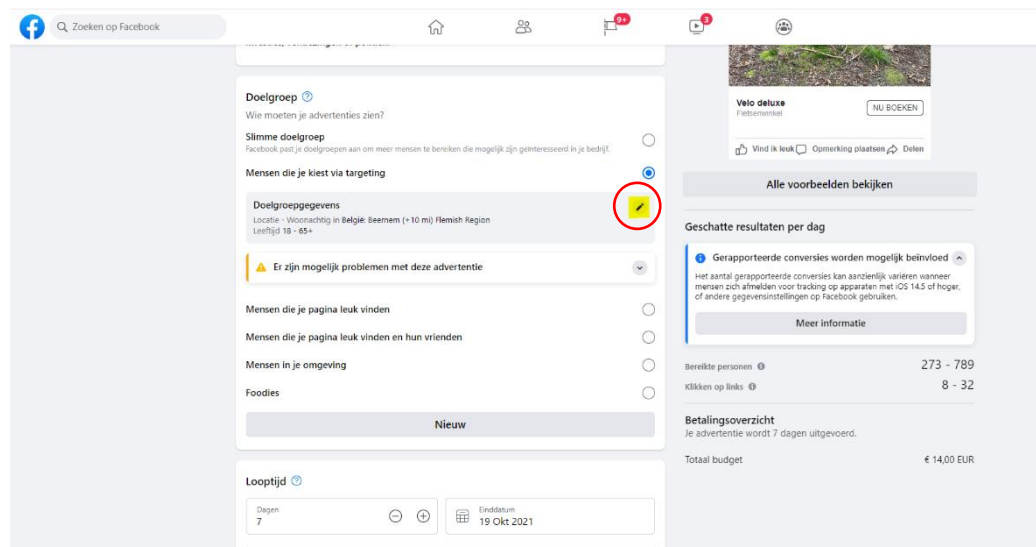 Zoeken op Facebook
9+
3
Doelgroep
Wie moeten je advertenties zien?
Slimme doelgroep
Facebook past je doelgroepen aan om meer mensen te bereiken die mogelijk zijn geïnteresseerd in je bedrijf.
Mensen die je kiest via targeting
Doelgroepgegevens
Locatie - Woonachtig in België: Beernem (+10 mi) Flemish Region
Leeftijd 18 - 65+
Er zijn mogelijk problemen met deze advertentie
Mensen die je pagina leuk vinden
Mensen die je pagina leuk vinden en hun vrienden
Mensen in je omgeving
Foodies
Nieuw
Looptijd
Dagen
7
Einddatum
19 Okt 2021
Velo deluxe
Fietsenwinkel
NU BOEKEN
Vind ik leuk Opmerking plaatsen Delen
Alle voorbeelden bekijken
Geschatte resultaten per dag
Gerapporteerde conversies worden mogelijk beïnvloed
Het aantal gerapporteerde conversies kan aanzienlijk variëren wanneer
mensen zich afmelden voor tracking op apparaten met iOS 14.5 of hoger,
of andere gegevensinstellingen op Facebook gebruiken.
Meer informatie
Bereikte personen 273 - 789
Klikken op links 8 - 32
Betalingsoverzicht
Je advertentie wordt 7 dagen uitgevoerd.
Totaal budget € 14,00 EUR